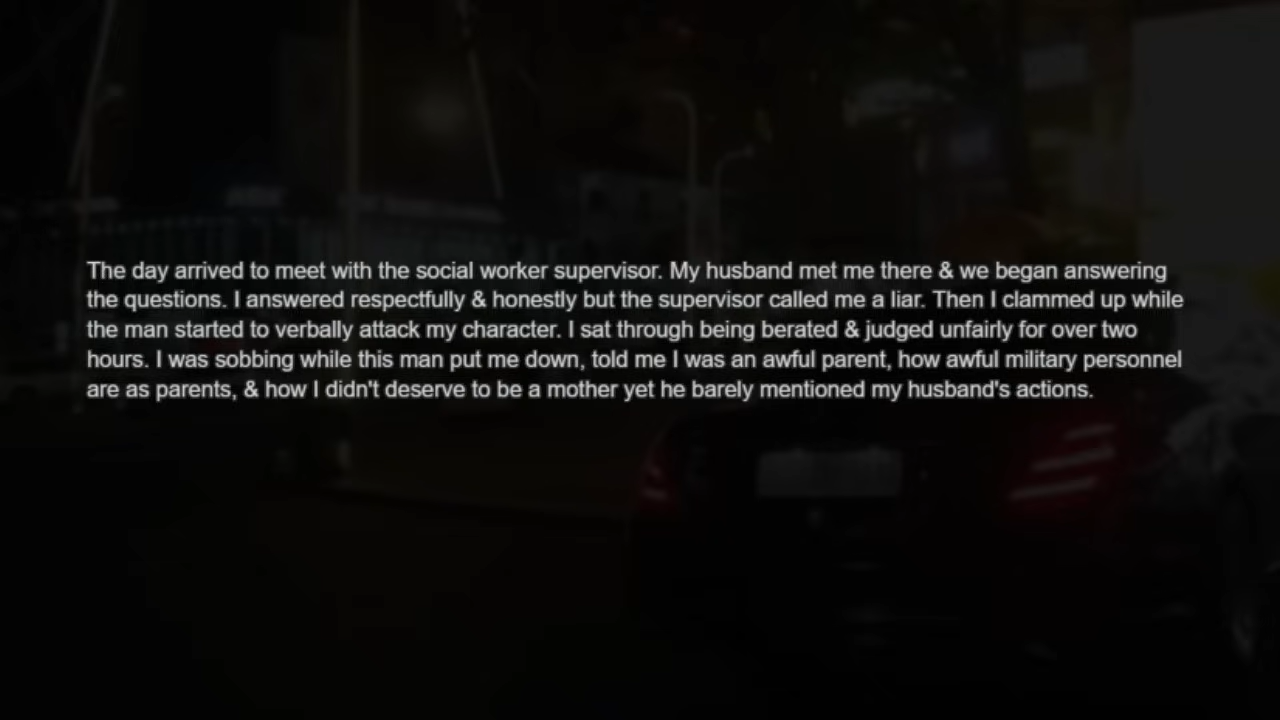 The day arrived to meet with the social worker supervisor. My husband met me there & we began answering
the questions. I answered respectfully & honestly but the supervisor called me a liar. Then I clammed up while
the man started to verbally attack my character. I sat through being berated & judged unfairly for over two
hours. I was sobbing while this man put me down, told me I was an awful parent, how awful military personnel
are as parents, & how I didn't deserve to be a mother yet he barely mentioned my husband's actions.